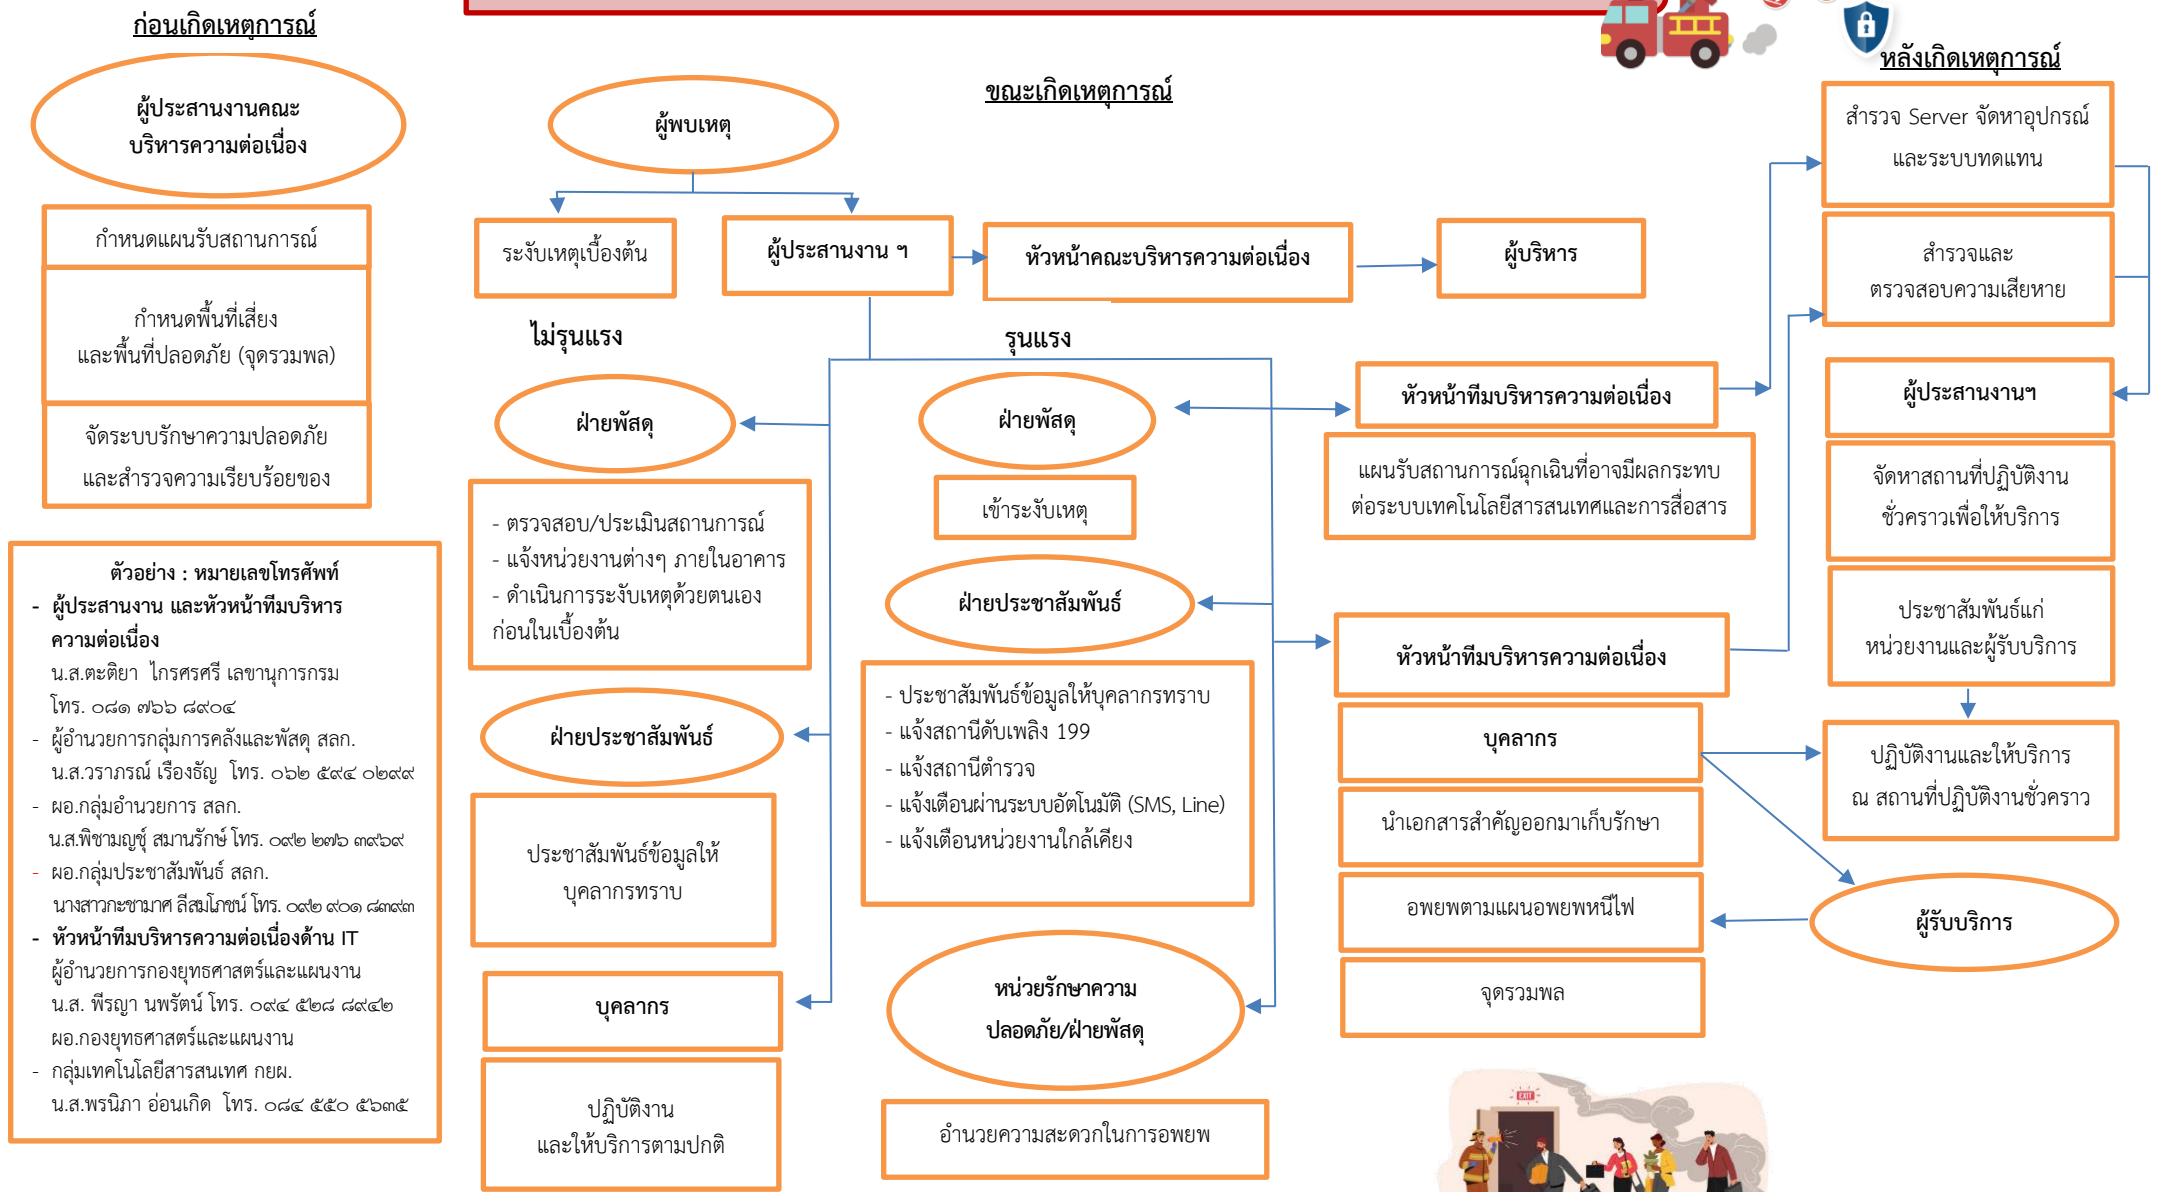 ก่อนเกิดเหตุการณ์
ผู้ประสานงานคณะ
บริหารความต่อเนื่อง
กำหนดแผนรับสถานการณ์
กำหนดพื้นที่เสี่ยง
และพื้นที่ปลอดภัย (จุดรวมพล)
จัดระบบรักษาความปลอดภัย
และสำรวจความเรียบร้อยของ
ตัวอย่าง : หมายเลขโทรศัพท์
- ผู้ประสานงาน และหัวหน้าทีมบริหาร
ความต่อเนื่อง
น.ส.ตะติยา ไกรศรศรี เลขานุการกรม
โทร. ๐๘๑ ๗๖๖ ๘๙๐๔
- ผู้อำนวยการกลุ่มการคลังและพัสดุ สลก.
น.ส.วราภรณ์ เรืองธัญ โทร. ๐๖๒ ๕๙๔ ๐๒๙๙
- ผอ.กลุ่มอำนวยการ สลก.
น.ส.พิชามญชุ์ สมานรักษ์ โทร. ๐๙๒ ๒๗๖ ๓๙๖๙
- ผอ.กลุ่มประชาสัมพันธ์ สลก.
นางสาวกะชามาศ ลีสมโภชน์ โทร. ๐๙๒ ๙๐๑ ๘๓๙๓
- หัวหน้าทีมบริหารความต่อเนื่องด้าน IT
ผู้อำนวยการกองยุทธศาสตร์และแผนงาน
น.ส. พีรญา นพรัตน์ โทร. ๐๙๔ ๕๒๘ ๘๙๔๒
ผอ.กองยุทธศาสตร์และแผนงาน
- กลุ่มเทคโนโลยีสารสนเทศ กยผ.
น.ส.พรนิภา อ่อนเกิด โทร. ๐๘๔ ๕๕๐ ๕๖๓๕
ขณะเกิดเหตุการณ์
ผู้พบเหตุ
ระงับเหตุเบื้องต้น
ผู้ประสานงาน ฯ
หัวหน้าคณะบริหารความต่อเนื่อง
ผู้บริหาร
ไม่รุนแรง
ฝ่ายพัสดุ
- ตรวจสอบ/ประเมินสถานการณ์
- แจ้งหน่วยงานต่างๆ ภายในอาคาร
- ดำเนินการระงับเหตุด้วยตนเอง
ก่อนในเบื้องต้น
ฝ่ายประชาสัมพันธ์
ประชาสัมพันธ์ข้อมูลให้
บุคลากรทราบ
บุคลากร
ปฏิบัติงาน
และให้บริการตามปกติ
รุนแรง
ฝ่ายพัสดุ
เข้าระงับเหตุ
ฝ่ายประชาสัมพันธ์
- ประชาสัมพันธ์ข้อมูลให้บุคลากรทราบ
- แจ้งสถานีดับเพลิง 199
- แจ้งสถานีตำรวจ
- แจ้งเตือนผ่านระบบอัตโนมัติ (SMS, Line)
- แจ้งเตือนหน่วยงานใกล้เคียง
หน่วยรักษาความ
ปลอดภัย/ฝ่ายพัสดุ
อำนวยความสะดวกในการอพยพ
หัวหน้าทีมบริหารความต่อเนื่อง
แผนรับสถานการณ์ฉุกเฉินที่อาจมีผลกระทบ
ต่อระบบเทคโนโลยีสารสนเทศและการสื่อสาร
หัวหน้าทีมบริหารความต่อเนื่อง
บุคลากร
นำเอกสารสำคัญออกมาเก็บรักษา
อพยพตามแผนอพยพหนีไฟ
จุดรวมพล
EXIT
หลังเกิดเหตุการณ์
สำรวจ Server จัดหาอุปกรณ์
และระบบทดแทน
สำรวจและ
ตรวจสอบความเสียหาย
ผู้ประสานงานฯ
จัดหาสถานที่ปฏิบัติงาน
ชั่วคราวเพื่อให้บริการ
ประชาสัมพันธ์แก่
หน่วยงานและผู้รับบริการ
ปฏิบัติงานและให้บริการ
ณ สถานที่ปฏิบัติงานชั่วคราว
ผู้รับบริการ